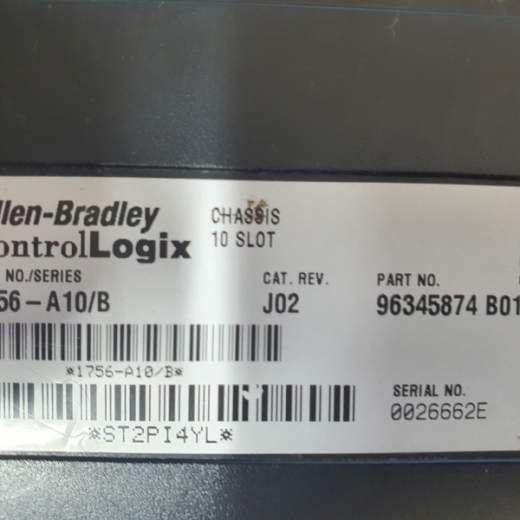 llen-Bradley
ontrolLogix
CHASSIS
10 SLOT
NO./SERIES
56-A10/B
CAT. REV.
J02
PART NO.
96345874 B01
*1756-A10/B*
*ST2PI4YL*
SERIAL NO.
0026662E